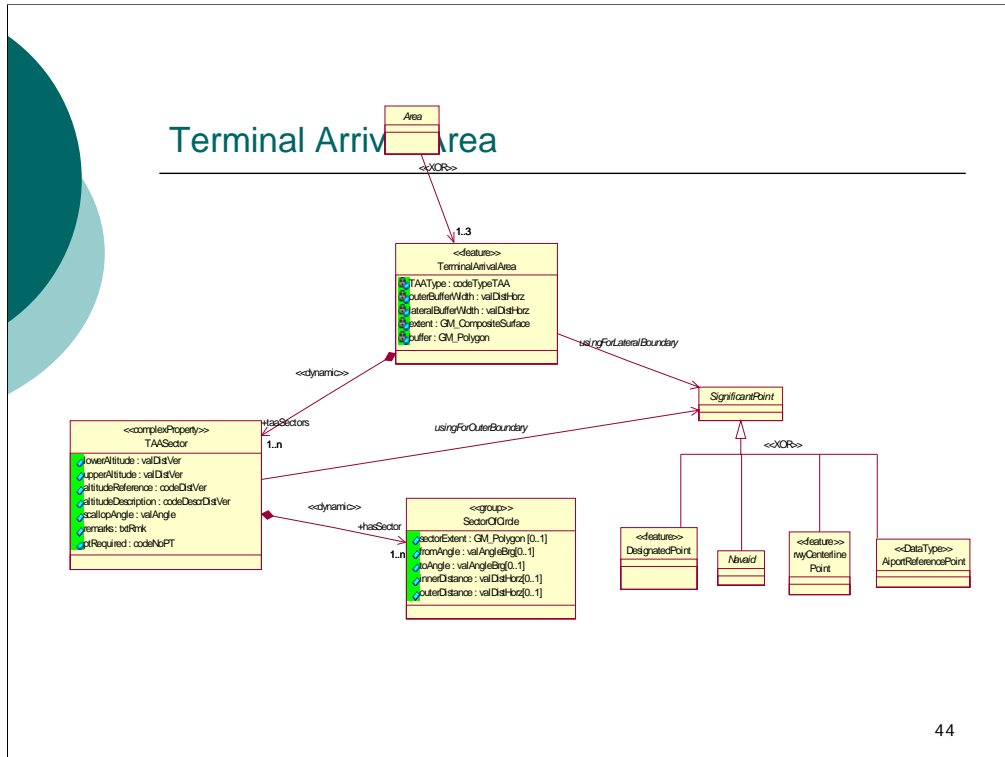 Terminal Arrival Area
Area
<<XOR>>
1..3
<<feature>>
TerminalArrivalArea
TAAType : codeTypeTAA
outerBufferWidth : valDistHorz
lateralBufferWidth : valDistHorz
extent : GM_CompositeSurface
buffer : GM_Polygon
usingForLateralBoundary
<<dynamic>>
+taaSectors
1..n
SignificantPoint
<<complexProperty>>
TAASector
lowerAltitude : valDistVer
upperAltitude : valDistVer
altitudeReference : codeDistVer
altitudeDescription : codeDescrDistVer
scallopAngle : valAngle
remarks : txtRmk
ptRequired : codeNoPT
usingForOuterBoundary
<<XOR>>
<<dynamic>>
+hasSector
1..n
<<group>>
SectorOfCircle
sectorExtent : GM_Polygon [0..1]
fromAngle : valAngleBrg[0..1]
toAngle : valAngleBrg[0..1]
innerDistance : valDistHorz[0..1]
outerDistance : valDistHorz[0..1]
<<feature>>
DesignatedPoint
Navaid
<<feature>>
rwyCenterline
Point
<<DataType>>
AiportReferencePoint
44